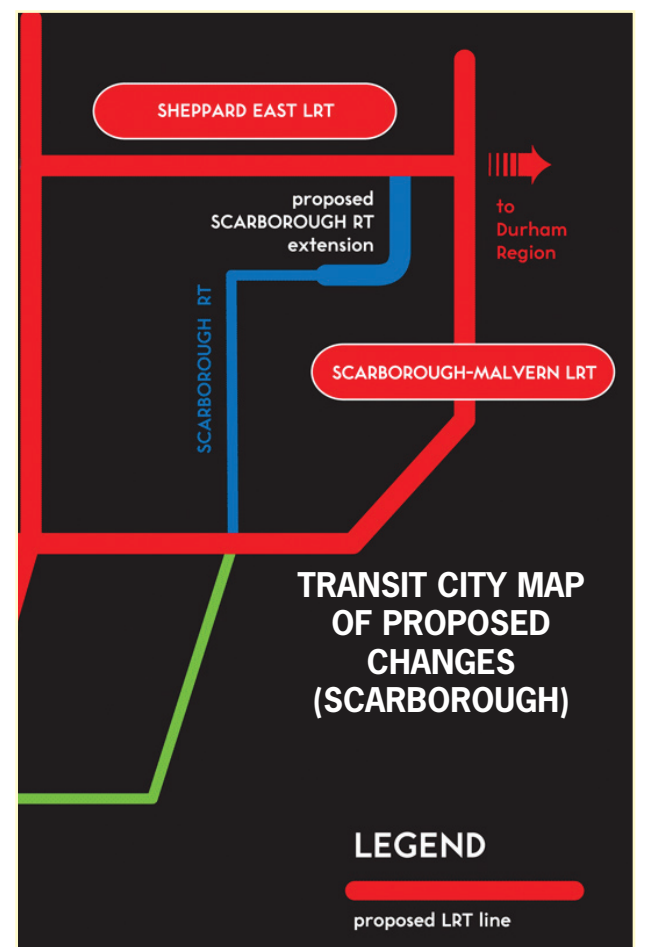 SHEPPARD EAST LRT
proposed
SCARBOROUGH RT
extension
to
Durham
Region
SCARBOROUGH RT
SCARBOROUGH-MALVERN LRT
TRANSIT CITY MAP
OF PROPOSED
CHANGES
(SCARBOROUGH)
LEGEND
proposed LRT line